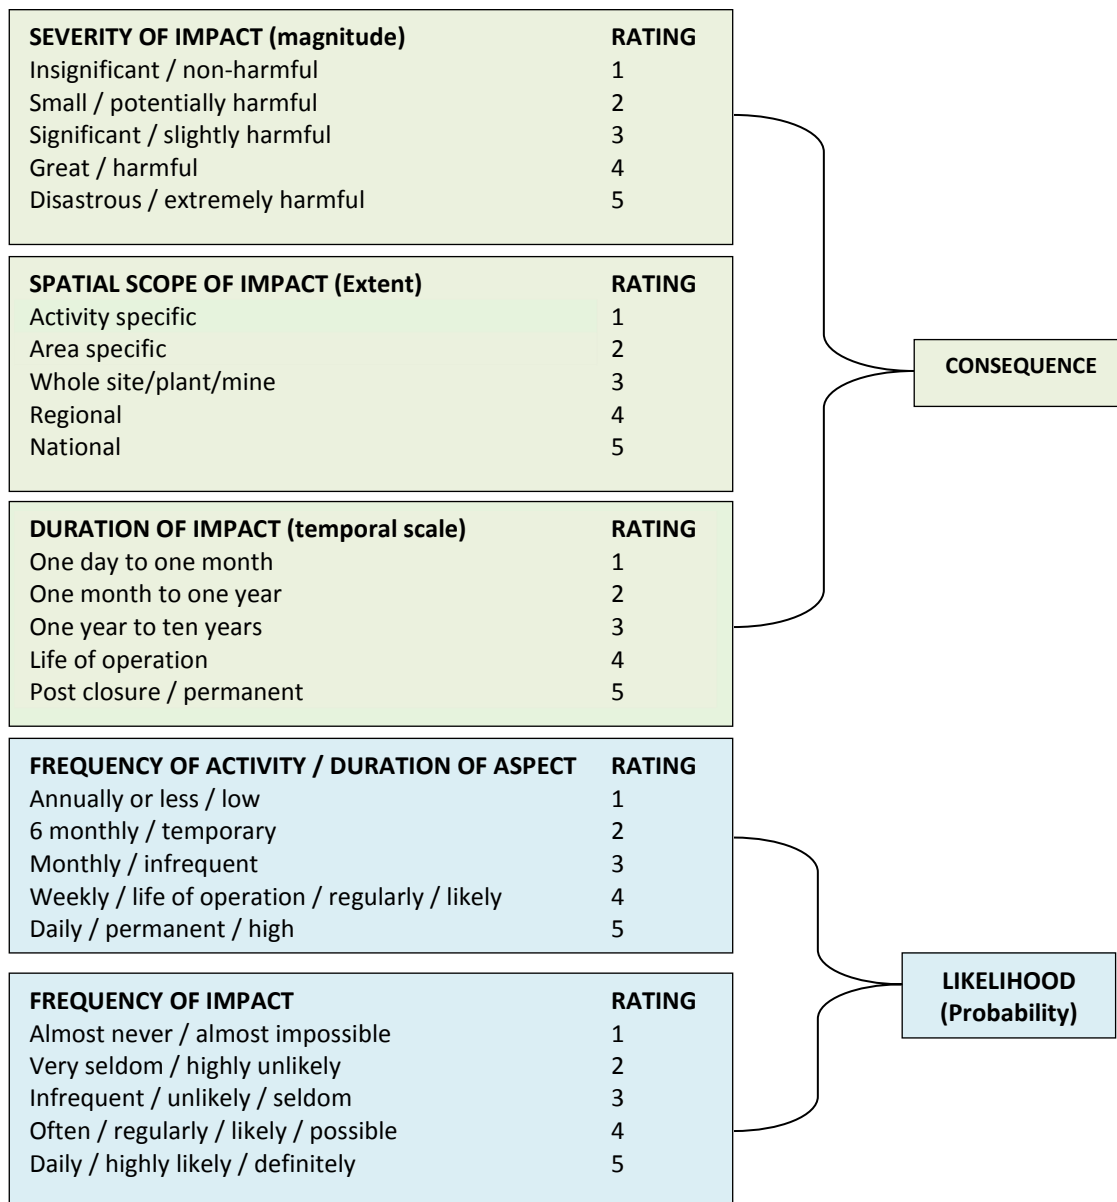 SEVERITY OF IMPACT (magnitude) RATING
Insignificant / non-harmful 1
Small / potentially harmful 2
Significant / slightly harmful 3
Great / harmful 4
Disastrous / extremely harmful 5
SPATIAL SCOPE OF IMPACT (Extent) RATING
Activity specific 1
Area specific 2
Whole site/plant/mine 3
Regional 4
National 5
CONSEQUENCE
DURATION OF IMPACT (temporal scale) RATING
One day to one month 1
One month to one year 2
One year to ten years 3
Life of operation 4
Post closure / permanent 5
FREQUENCY OF ACTIVITY / DURATION OF ASPECT RATING
Annually or less / low 1
6 monthly / temporary 2
Monthly / infrequent 3
Weekly / life of operation / regularly / likely 4
Daily / permanent / high 5
FREQUENCY OF IMPACT RATING
Almost never / almost impossible 1
Very seldom / highly unlikely 2
Infrequent / unlikely / seldom 3
Often / regularly / likely / possible 4
Daily / highly likely / definitely 5
LIKELIHOOD
(Probability)